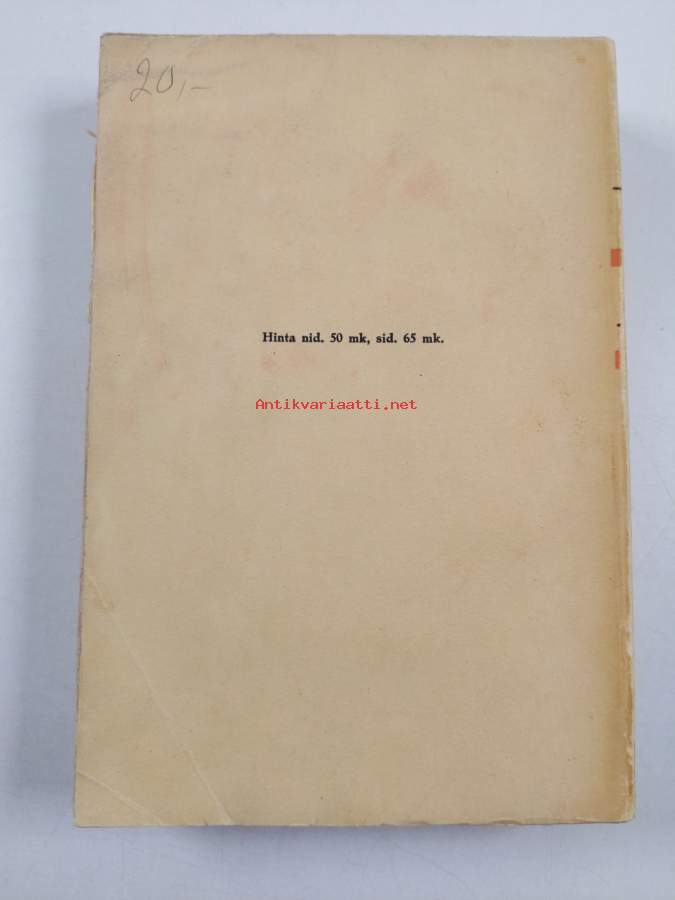 20,-
Hinta nid. 50 mk, sid. 65 mk.
Antikvariaatti.net